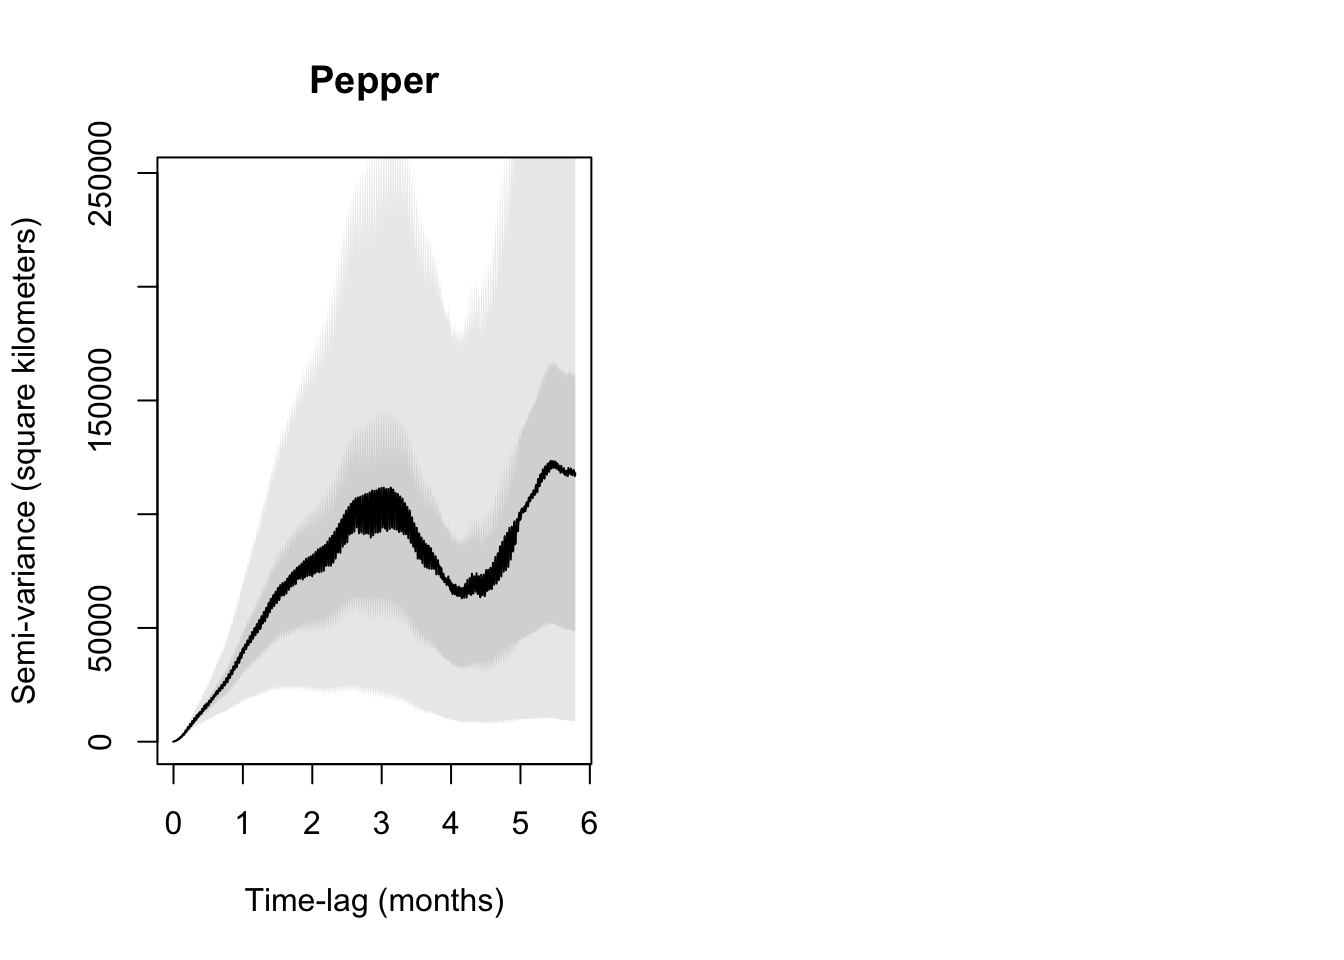 Pepper
Semi-variance (square kilometers)
250000
150000
50000
0
0 1 2 3 4 5 6
Time-lag (months)